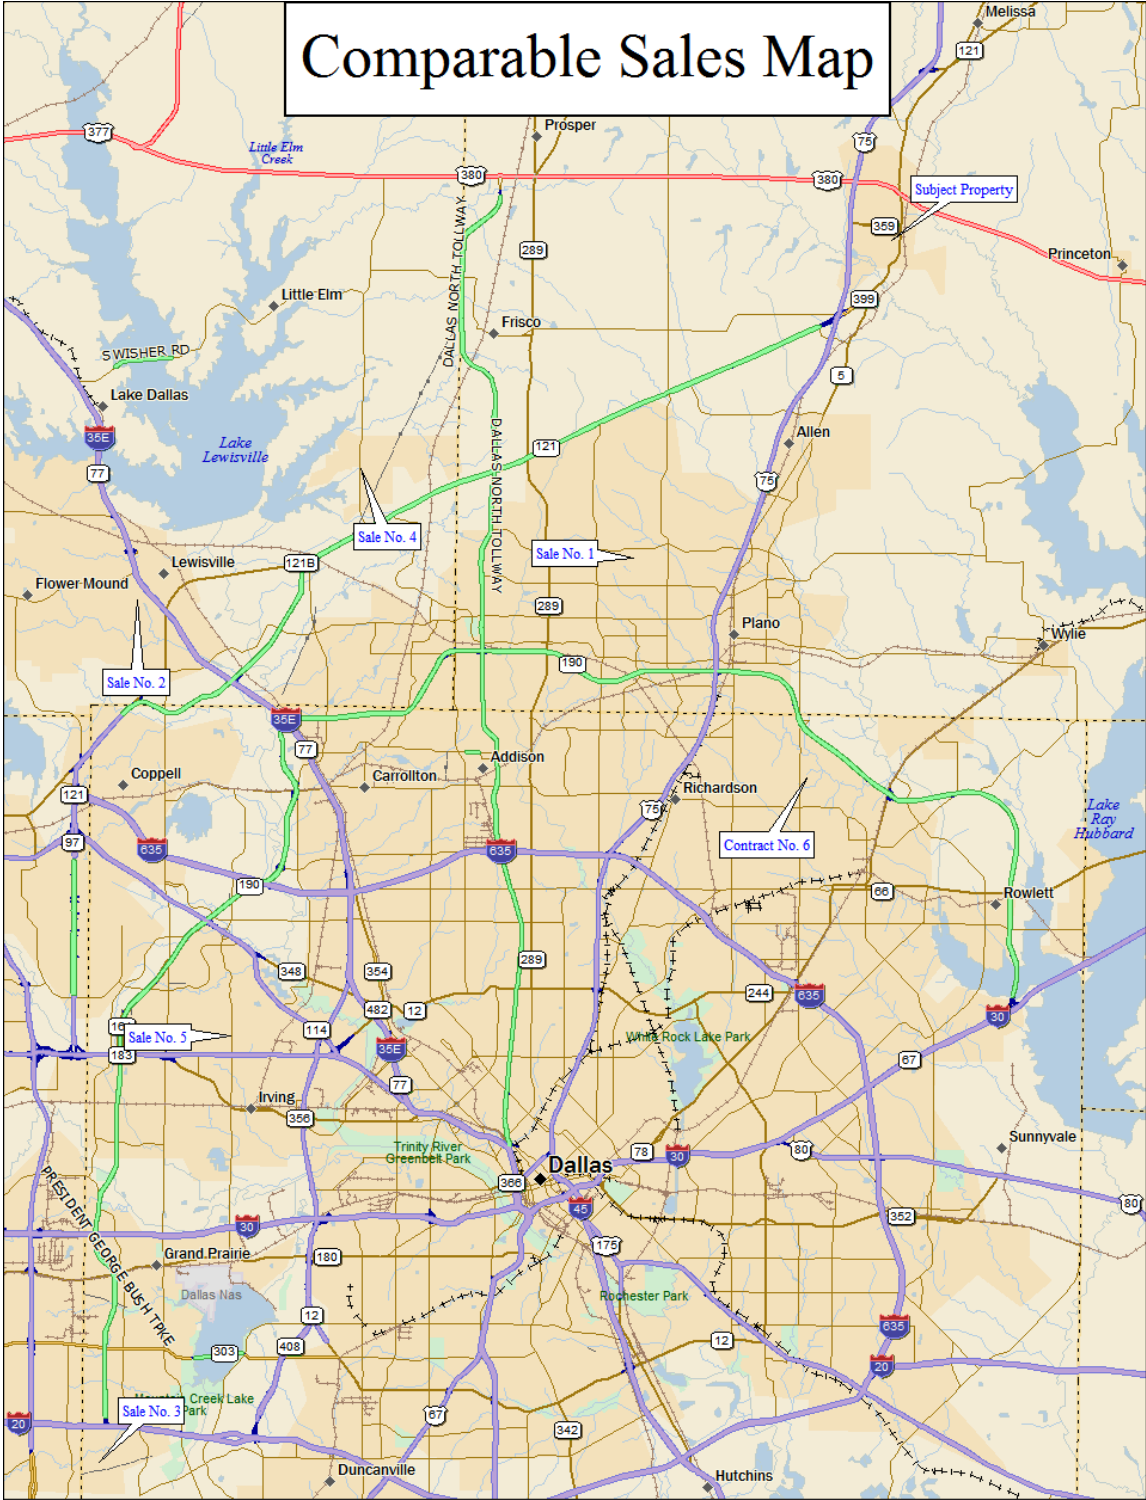 Comparable Sales Map
Melissa
121
377
Prosper
75
Little Elm
Creek
380
380
Subject Property
359
DALLAS NORTH TOLLWAY
289
Princeton
Little Elm
399
Frisco
SWISHER RD
5
Lake Dallas
35E
Allen
Lake
Lewisville
121
77
DALLAS NORTH TOLLWAY
75
Sale No. 4
Sale No. 1
Lewisville
121B
Flower Mound
289
Plano
Wylie
190
Sale No. 2
35E
77
Addison
Coppell
Carrollton
Richardson
121
75
Lake
Ray
Hubbard
97
635
635
Contract No. 6
190
66
Rowlett
289
348
354
244
635
482
12
30
114
Sale No. 5
White Rock Lake Park
183
35E
67
77
Irving
356
Sunnyvale
Trinity River
Greenbelt Park
78
30
80
Dallas
366
PRESIDENT GEORGE BUSH TPKE
45
80
352
30
175
Grand Prairie
180
Dallas Nas
Rochester Park
12
635
12
408
303
20
Mountain Creek Lake
Park
Sale No. 3
67
20
342
Duncanville
Hutchins